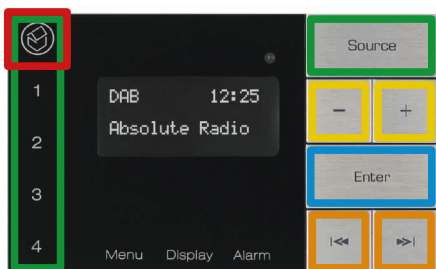 Source
1
DAB 12:25
- +
Absolute Radio
2
Enter
3
4
Menu Display Alarm